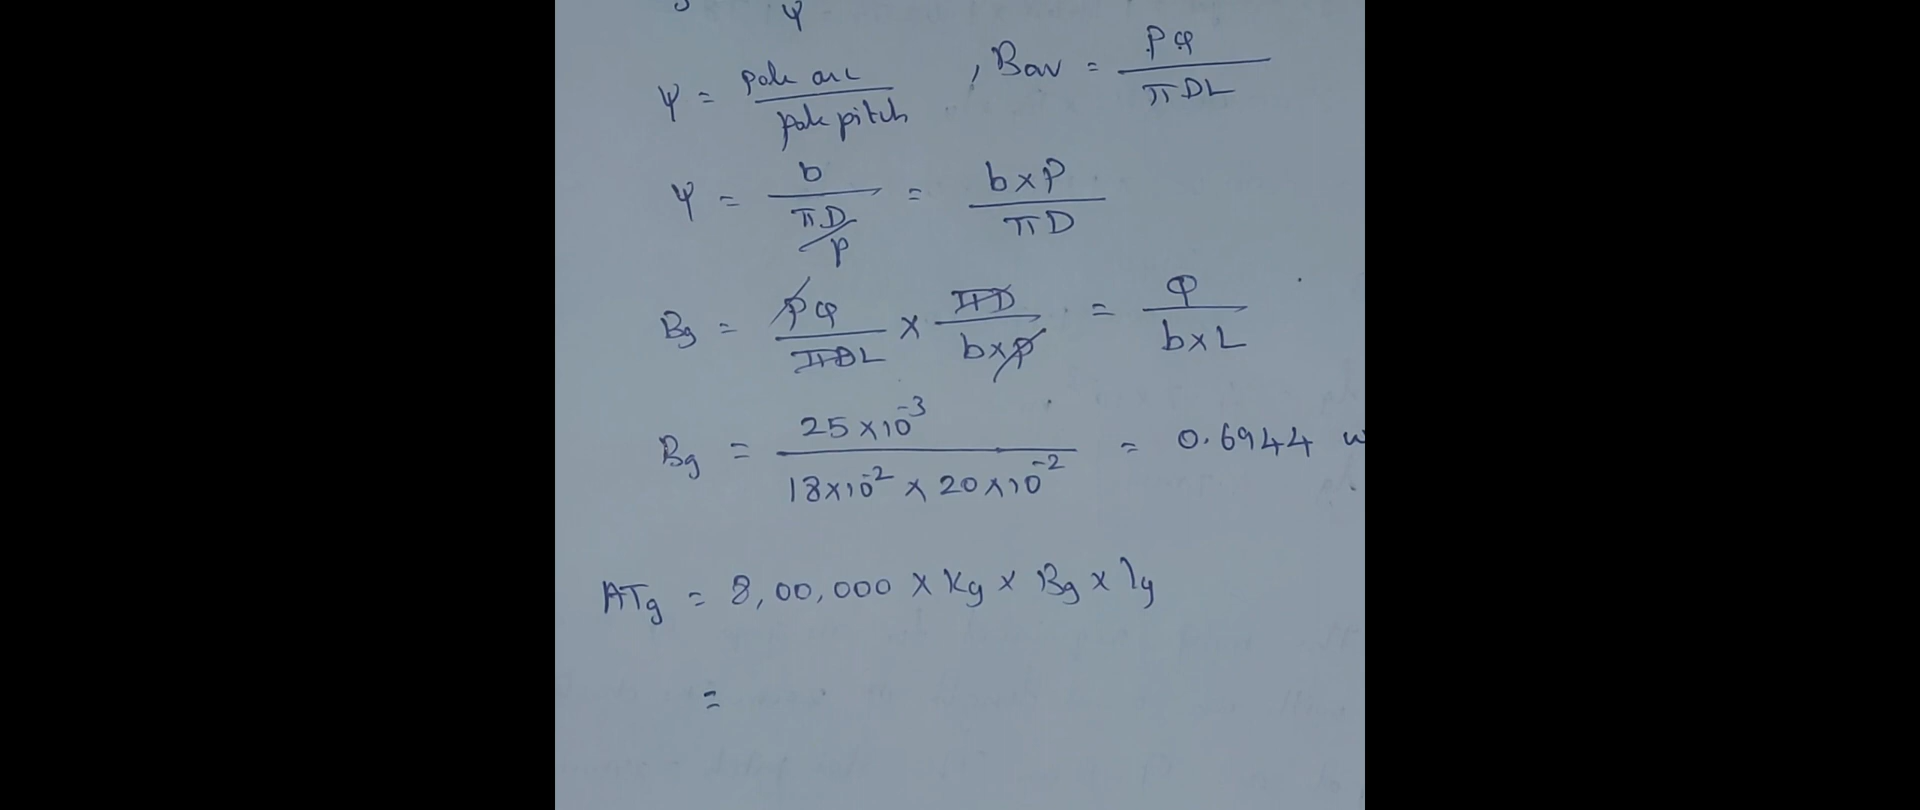 ψ
ψ = pole arc / pole pitch , Bav = Pφ / πDL
ψ = b / (πD/P) = b×P / πD
Bg = Pφ / πDL × πD / b×P = φ / b×L
Bg = 25×10⁻³ / 18×10⁻² × 20×10⁻² = 0.6944 w
ATg = 8,00,000 × Kg × Bg × lg
=